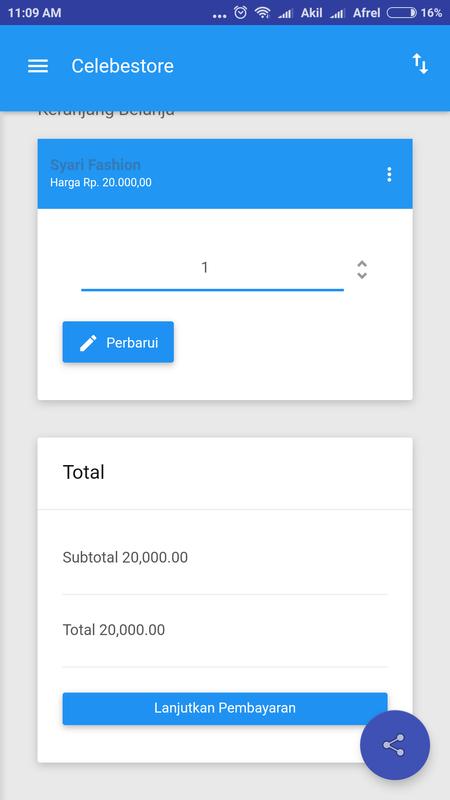 11:09 AM ... Akil Afrel 16%
Celebestore
Keranjang Belanju
Syari Fashion
Harga Rp. 20.000,00
1
Perbarui
Total
Subtotal 20,000.00
Total 20,000.00
Lanjutkan Pembayaran